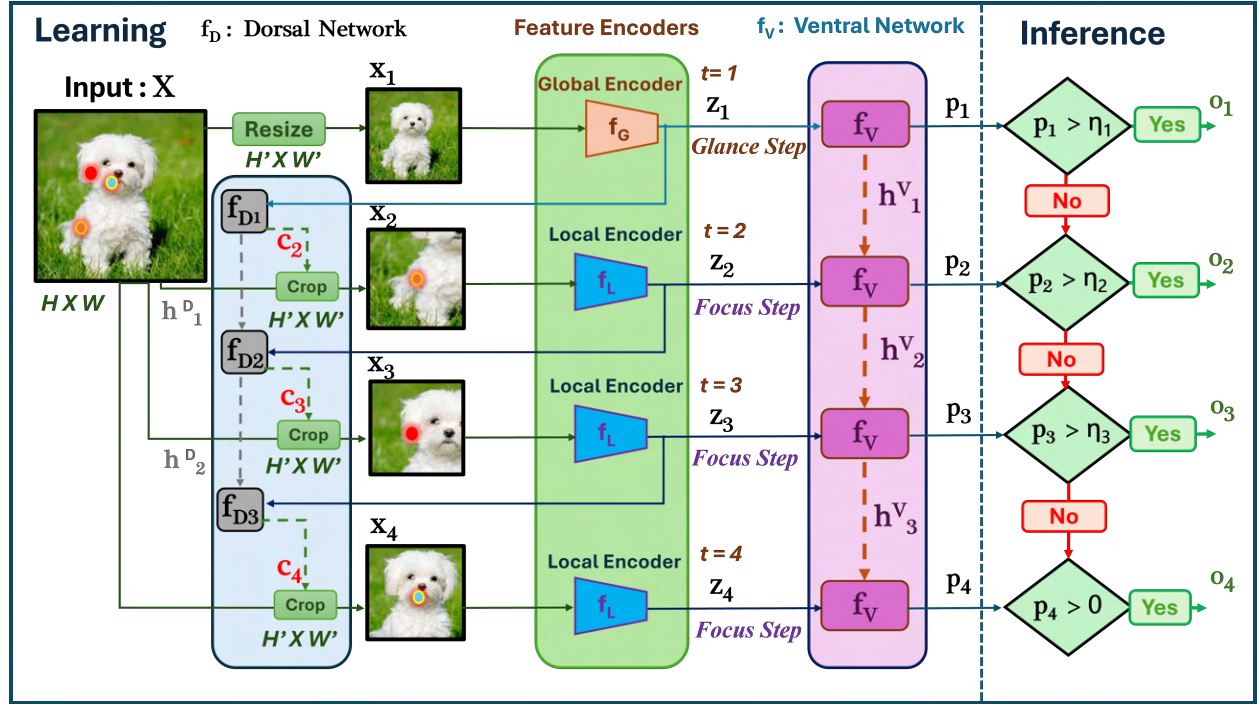 Learning
f_D : Dorsal Network
Feature Encoders
f_V : Ventral Network
Inference
Input : X
H X W
Resize
H' X W'
x_1
Global Encoder
f_G
t= 1
z_1
Glance Step
f_V
p_1
p_1 > η_1
Yes
o_1
No
h^V_1
f_D1
c_2
Crop
H' X W'
h^D_1
x_2
Local Encoder
f_L
t = 2
z_2
Focus Step
f_V
p_2
p_2 > η_2
Yes
o_2
No
h^V_2
f_D2
c_3
Crop
H' X W'
h^D_2
x_3
Local Encoder
f_L
t = 3
z_3
Focus Step
f_V
p_3
p_3 > η_3
Yes
o_3
No
h^V_3
f_D3
c_4
Crop
H' X W'
x_4
Local Encoder
f_L
t = 4
z_4
Focus Step
f_V
p_4
p_4 > 0
Yes
o_4